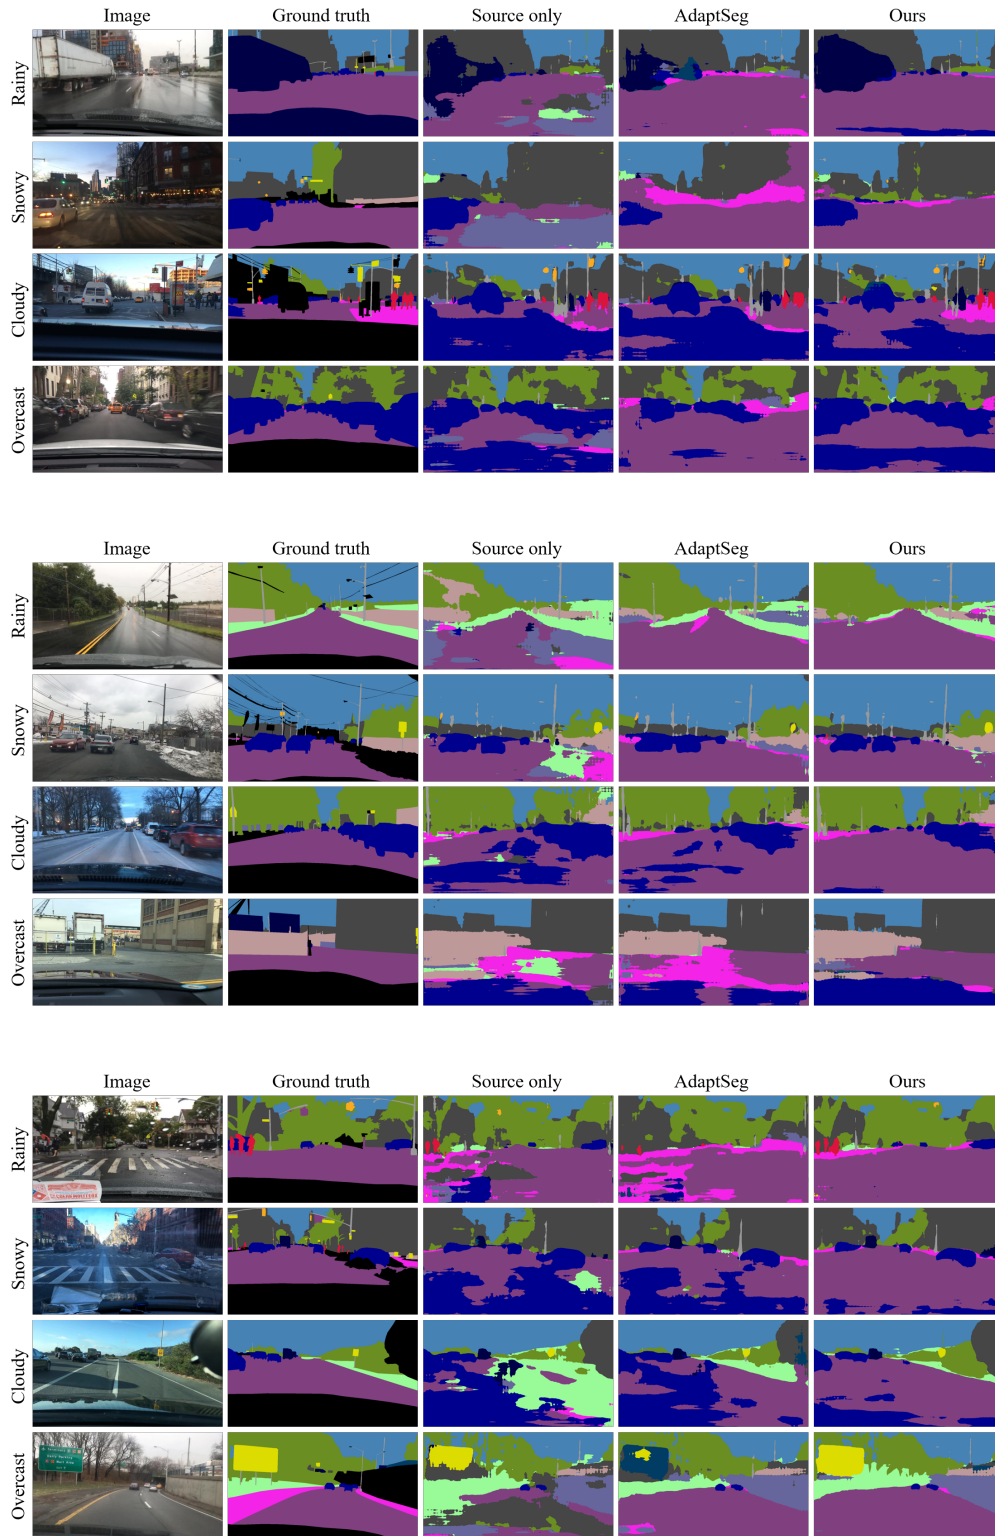 Image Ground truth Source only AdaptSeg Ours
Rainy
Snowy
Cloudy
Overcast
Image Ground truth Source only AdaptSeg Ours
Rainy
Snowy
Cloudy
Overcast
Image Ground truth Source only AdaptSeg Ours
Rainy
Snowy
Cloudy
Overcast